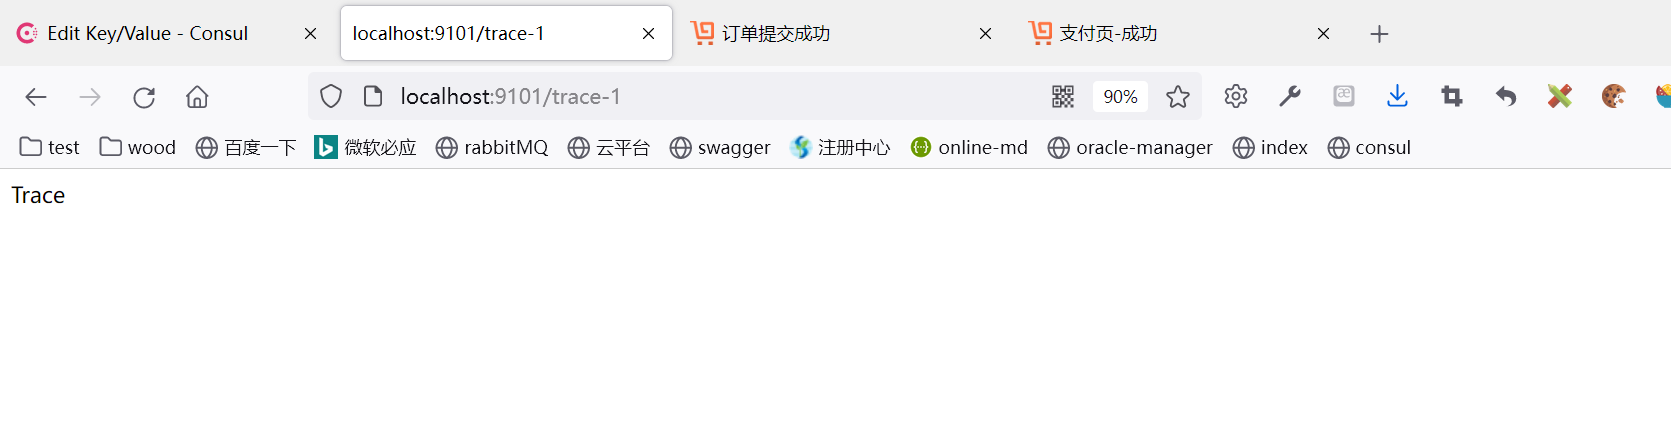 Edit Key/Value - Consul
localhost:9101/trace-1
订单提交成功
支付页-成功
localhost:9101/trace-1
90%
test
wood
百度一下
微软必应
rabbitMQ
云平台
swagger
注册中心
online-md
oracle-manager
index
consul
Trace